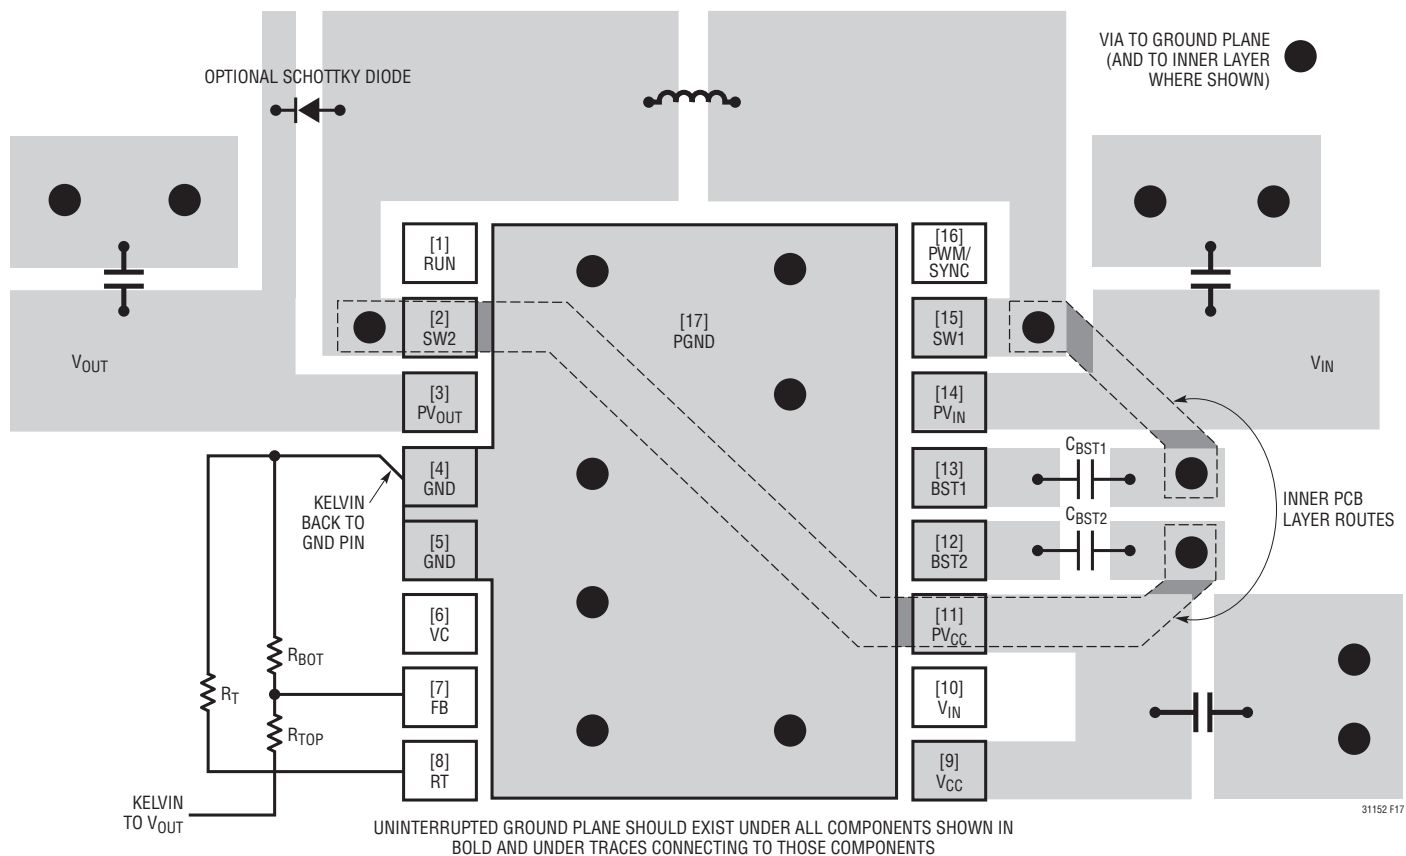 VIA TO GROUND PLANE
(AND TO INNER LAYER
WHERE SHOWN)
OPTIONAL SCHOTTKY DIODE
[1]
RUN
[16]
PWM/
SYNC
[2]
SW2
[17]
PGND
[15]
SW1
VOUT
VIN
[3]
PVOUT
[14]
PVIN
[4]
GND
[13]
BST1
CBST1
KELVIN
BACK TO
GND PIN
INNER PCB
LAYER ROUTES
CBST2
[5]
GND
[12]
BST2
[6]
VC
[11]
PVCC
RBOT
RT
[7]
FB
[10]
VIN
RTOP
[8]
RT
[9]
VCC
KELVIN
TO VOUT
31152 F17
UNINTERRUPTED GROUND PLANE SHOULD EXIST UNDER ALL COMPONENTS SHOWN IN
BOLD AND UNDER TRACES CONNECTING TO THOSE COMPONENTS